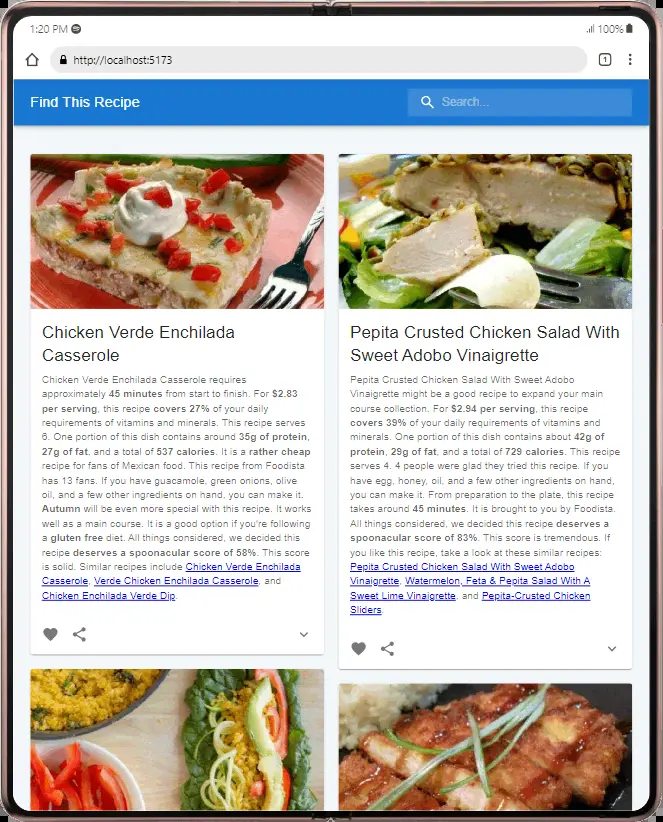 1:20 PM
100%
http://localhost:5173
1
Find This Recipe
Search...
Chicken Verde Enchilada
Casserole
Chicken Verde Enchilada Casserole requires
approximately 45 minutes from start to finish. For $2.83
per serving, this recipe covers 27% of your daily
requirements of vitamins and minerals. This recipe serves
6. One portion of this dish contains around 35g of protein,
27g of fat, and a total of 537 calories. It is a rather cheap
recipe for fans of Mexican food. This recipe from Foodista
has 13 fans. If you have guacamole, green onions, olive
oil, and a few other ingredients on hand, you can make it.
Autumn will be even more special with this recipe. It works
well as a main course. It is a good option if you're following
a gluten free diet. All things considered, we decided this
recipe deserves a spoonacular score of 58%. This score
is solid. Similar recipes include Chicken Verde Enchilada
Casserole, Verde Chicken Enchilada Casserole, and
Chicken Enchilada Verde Dip.
Pepita Crusted Chicken Salad With
Sweet Adobo Vinaigrette
Pepita Crusted Chicken Salad With Sweet Adobo
Vinaigrette might be a good recipe to expand your main
course collection. For $2.94 per serving, this recipe
covers 39% of your daily requirements of vitamins and
minerals. One portion of this dish contains about 42g of
protein, 29g of fat, and a total of 729 calories. This recipe
serves 4. 4 people were glad they tried this recipe. If you
have egg, honey, oil, and a few other ingredients on hand,
you can make it. From preparation to the plate, this recipe
takes around 45 minutes. It is brought to you by Foodista.
All things considered, we decided this recipe deserves a
spoonacular score of 83%. This score is tremendous. If
you like this recipe, take a look at these similar recipes:
Pepita Crusted Chicken Salad With Sweet Adobo
Vinaigrette, Watermelon, Feta & Pepita Salad With A
Sweet Lime Vinaigrette, and Pepita-Crusted Chicken
Sliders.